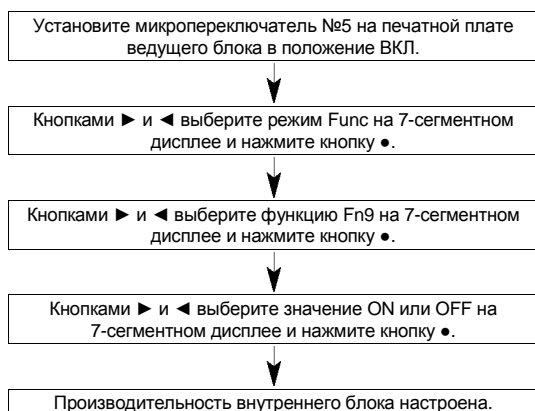 Установите микропереключатель №5 на печатной плате
ведущего блока в положение ВКЛ.
Кнопками ► и ◄ выберите режим Func на 7-сегментном
дисплее и нажмите кнопку ●.
Кнопками ► и ◄ выберите функцию Fn9 на 7-сегментном
дисплее и нажмите кнопку ●.
Кнопками ► и ◄ выберите значение ON или OFF на
7-сегментном дисплее и нажмите кнопку ●.
Производительность внутреннего блока настроена.